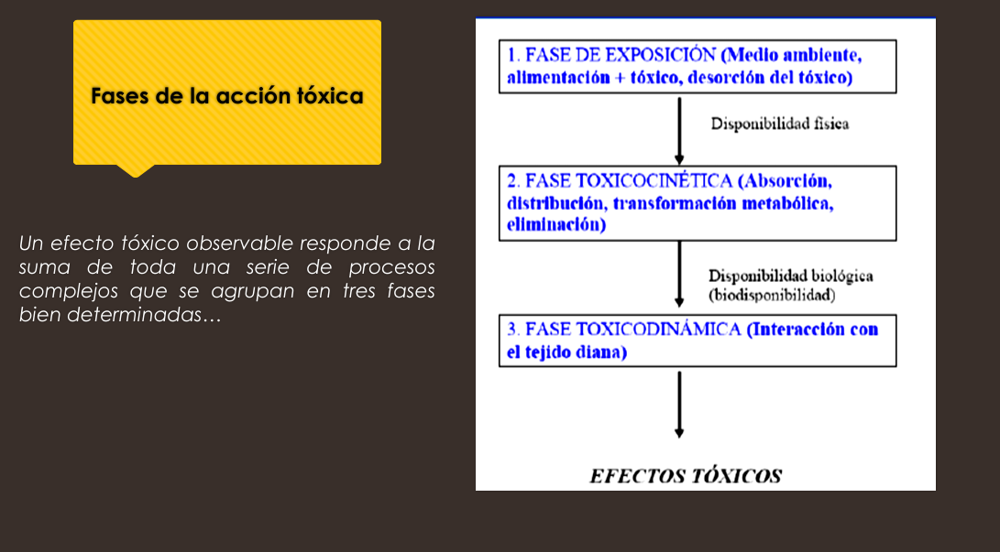 Fases de la acción tóxica
Un efecto tóxico observable responde a la
suma de toda una serie de procesos
complejos que se agrupan en tres fases
bien determinadas…
1. FASE DE EXPOSICIÓN (Medio ambiente,
alimentación + tóxico, desorción del tóxico)
Disponibilidad física
2. FASE TOXICOCINÉTICA (Absorción,
distribución, transformación metabólica,
eliminación)
Disponibilidad biológica
(biodisponibilidad)
3. FASE TOXICODINÁMICA (Interacción con
el tejido diana)
EFECTOS TÓXICOS